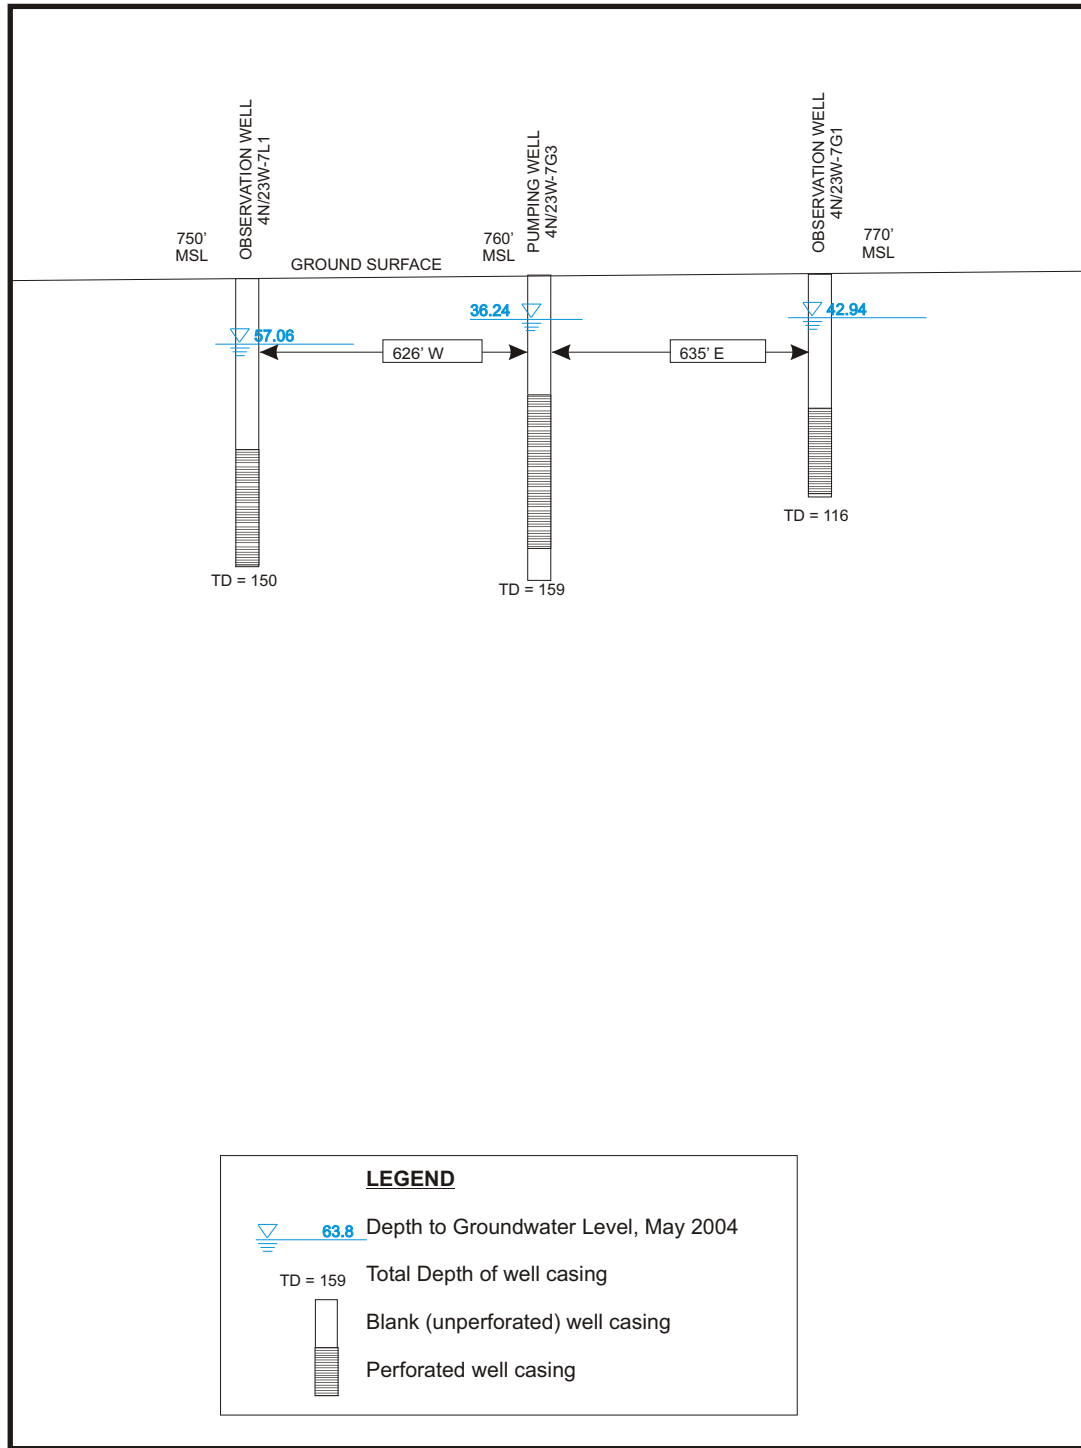 OBSERVATION WELL
4N/23W-7L1
PUMPING WELL
4N/23W-7G3
OBSERVATION WELL
4N/23W-7G1
750'
MSL
760'
MSL
770'
MSL
GROUND SURFACE
57.06
36.24
42.94
626' W
635' E
TD = 150
TD = 159
TD = 116
LEGEND
63.8 Depth to Groundwater Level, May 2004
TD = 159 Total Depth of well casing
Blank (unperforated) well casing
Perforated well casing